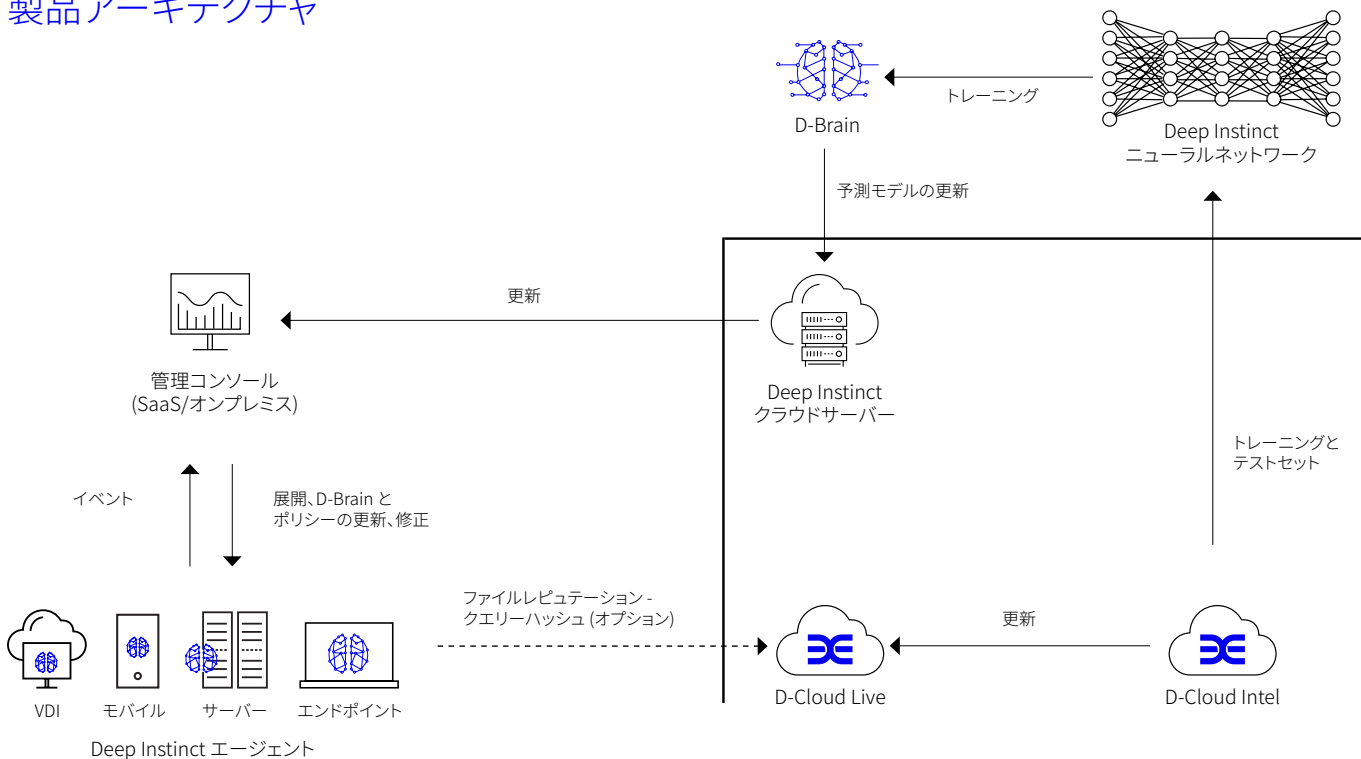 製品アーキテクチャ
トレーニング
D-Brain
Deep Instinct
ニューラルネットワーク
予測モデルの更新
更新
管理コンソール
(SaaS/オンプレミス)
Deep Instinct
クラウドサーバー
トレーニングと
テストセット
イベント
展開、D-Brain と
ポリシーの更新、修正
ファイルレピュテーション -
クエリーハッシュ (オプション)
更新
D-Cloud Live
D-Cloud Intel
VDI
モバイル
サーバー
エンドポイント
Deep Instinct エージェント